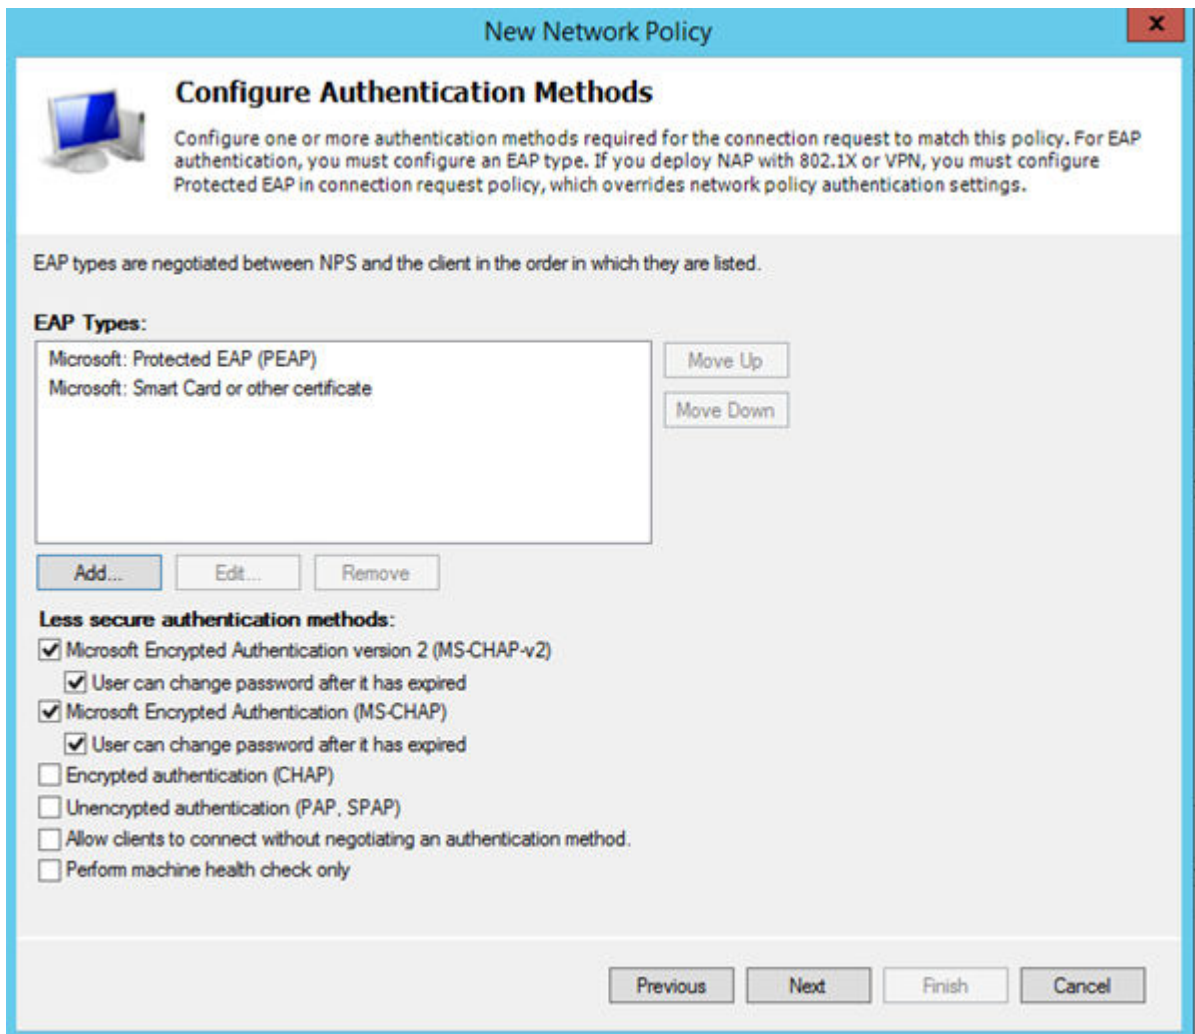 New Network Policy
x
Configure Authentication Methods
Configure one or more authentication methods required for the connection request to match this policy. For EAP
authentication, you must configure an EAP type. If you deploy NAP with 802.1X or VPN, you must configure
Protected EAP in connection request policy, which overrides network policy authentication settings.
EAP types are negotiated between NPS and the client in the order in which they are listed.
EAP Types:
Microsoft: Protected EAP (PEAP)
Microsoft: Smart Card or other certificate
Move Up
Move Down
Add... Edit... Remove
Less secure authentication methods:
Microsoft Encrypted Authentication version 2 (MS-CHAP-v2)
User can change password after it has expired
Microsoft Encrypted Authentication (MS-CHAP)
User can change password after it has expired
Encrypted authentication (CHAP)
Unencrypted authentication (PAP, SPAP)
Allow clients to connect without negotiating an authentication method.
Perform machine health check only
Previous Next Finish Cancel